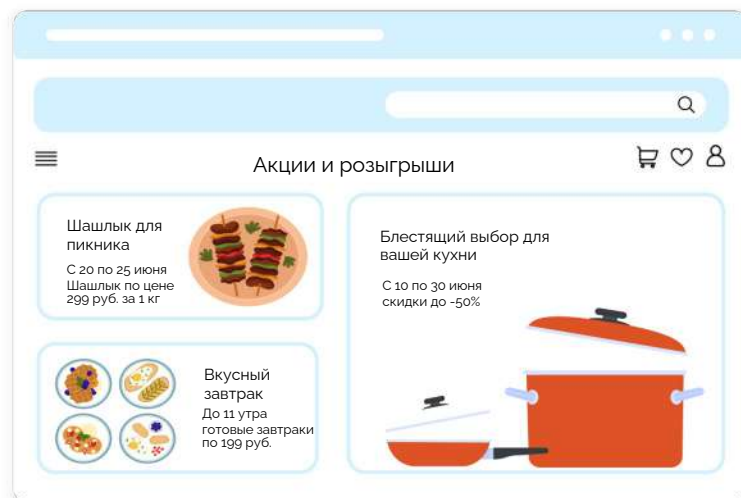 Акции и розыгрыши
Шашлык для
пикника
С 20 по 25 июня
Шашлык по цене
299 руб. за 1 кг
Блестящий выбор для
вашей кухни
С 10 по 30 июня
скидки до -50%
Вкусный
завтрак
До 11 утра
готовые завтраки
по 199 руб.